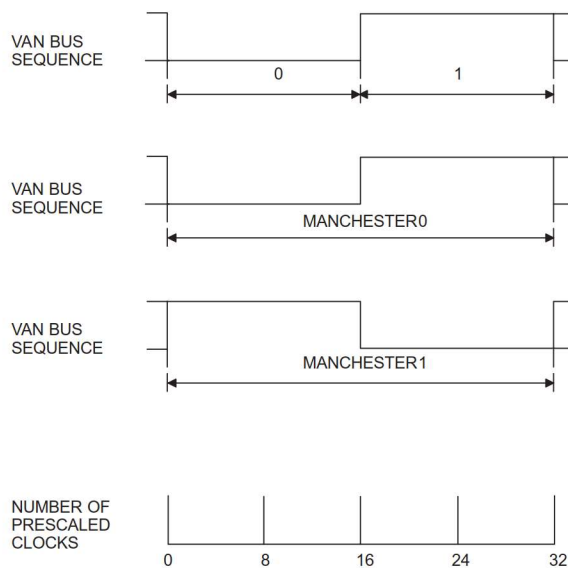 VAN BUS
SEQUENCE
0 1
VAN BUS
SEQUENCE
MANCHESTER0
VAN BUS
SEQUENCE
MANCHESTER1
NUMBER OF
PRESCALED
CLOCKS
0 8 16 24 32